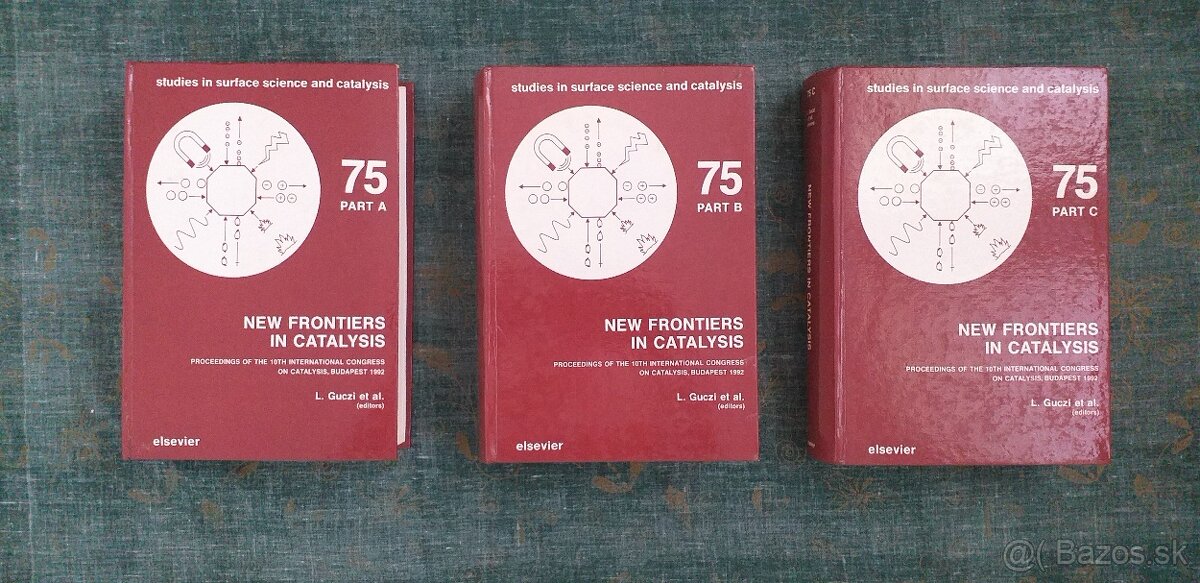 studies in surface science and catalysis
75
PART A
NEW FRONTIERS
IN CATALYSIS
PROCEEDINGS OF THE 10TH INTERNATIONAL CONGRESS
ON CATALYSIS, BUDAPEST 1992
L. Guczi et al.
(editors)
elsevier
studies in surface science and catalysis
75
PART B
NEW FRONTIERS
IN CATALYSIS
PROCEEDINGS OF THE 10TH INTERNATIONAL CONGRESS
ON CATALYSIS, BUDAPEST 1992
L. Guczi et al.
(editors)
elsevier
75 C
NEW FRONTIERS IN CATALYSIS
studies in surface science and catalysis
75
PART C
NEW FRONTIERS
IN CATALYSIS
PROCEEDINGS OF THE 10TH INTERNATIONAL CONGRESS
ON CATALYSIS, BUDAPEST 1992
L. Guczi et al.
(editors)
elsevier
@( Bazos.sk